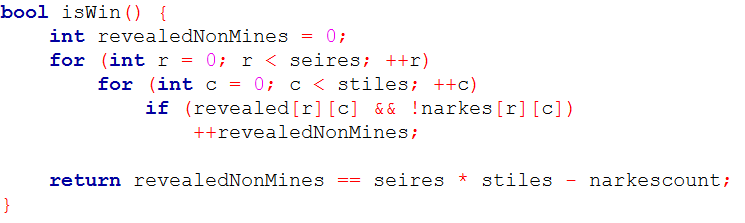 bool isWin() {
    int revealedNonMines = 0;
    for (int r = 0; r < seires; ++r)
        for (int c = 0; c < stiles; ++c)
            if (revealed[r][c] && !narkes[r][c])
                ++revealedNonMines;

    return revealedNonMines == seires * stiles - narkescount;
}